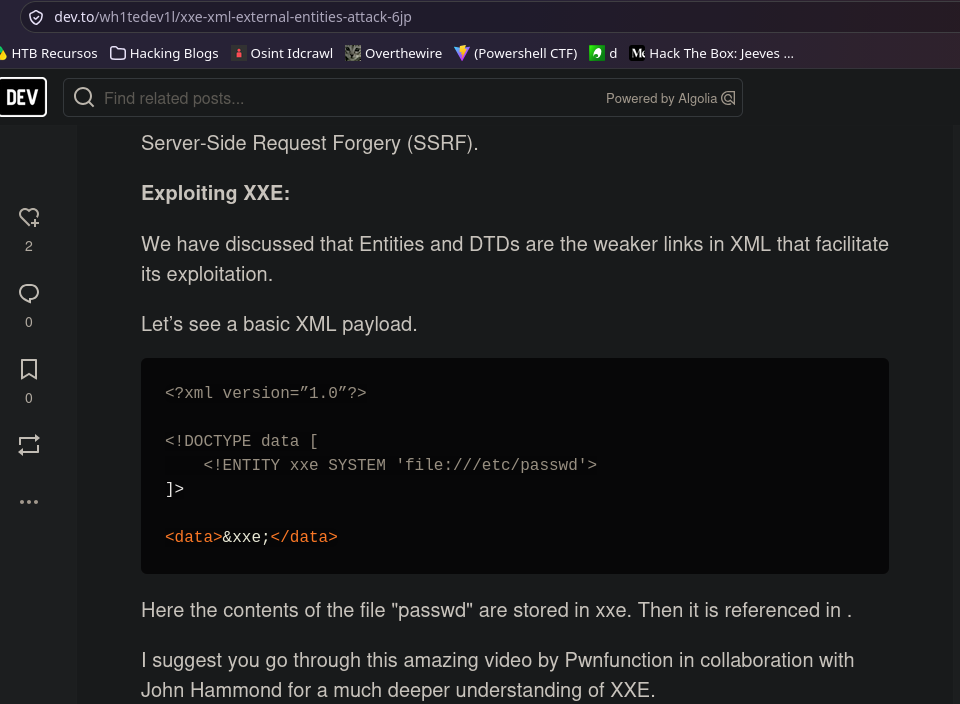 dev.to/wh1tedev1l/xxe-xml-external-entities-attack-6jp
HTB Recursos Hacking Blogs Osint Idcrawl Overthewire (Powershell CTF) d Hack The Box: Jeeves ...
DEV Find related posts... Powered by Algolia
Server-Side Request Forgery (SSRF).
Exploiting XXE:
2
We have discussed that Entities and DTDs are the weaker links in XML that facilitate
its exploitation.
0
Let’s see a basic XML payload.
0
<?xml version=”1.0”?>
<!DOCTYPE data [
    <!ENTITY xxe SYSTEM 'file:///etc/passwd'>
]>
<data>&xxe;</data>
Here the contents of the file "passwd" are stored in xxe. Then it is referenced in .
I suggest you go through this amazing video by Pwnfunction in collaboration with
John Hammond for a much deeper understanding of XXE.